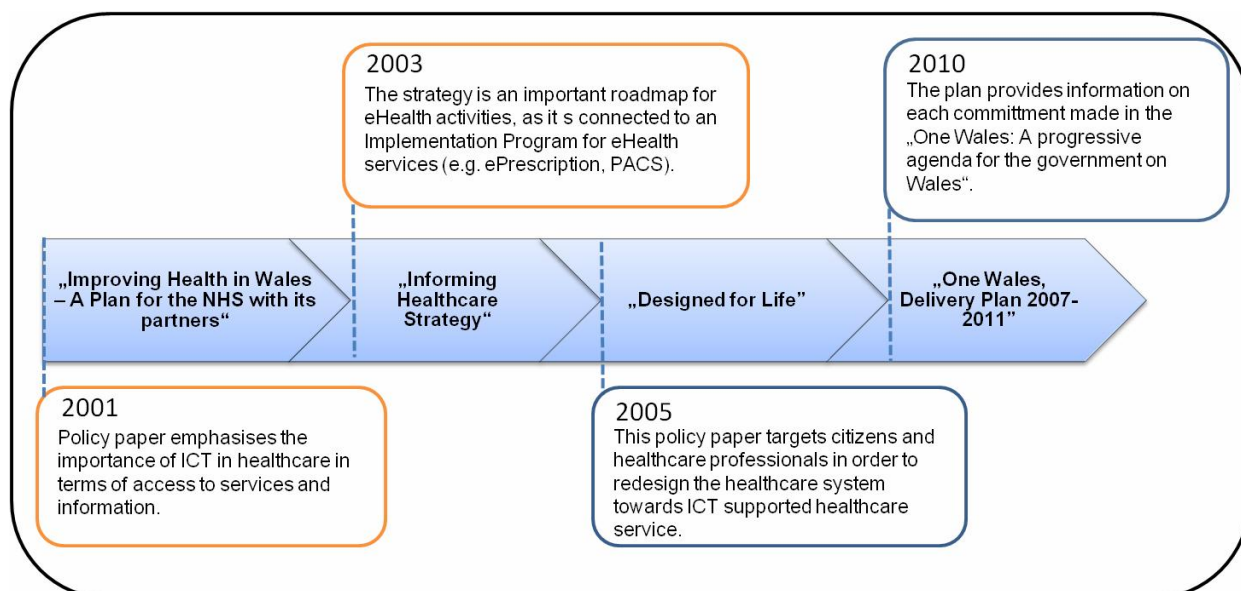 2003
The strategy is an important roadmap for
eHealth activities, as it s connected to an
Implementation Program for eHealth
services (e.g. ePrescription, PACS).
2010
The plan provides information on
each committment made in the
„One Wales: A progressive
agenda for the government on
Wales“.
„Improving Health in Wales
– A Plan for the NHS with its
partners“
„Informing
Healthcare
Strategy“
„Designed for Life”
„One Wales,
Delivery Plan 2007-
2011”
2001
Policy paper emphasises the
importance of ICT in healthcare in
terms of access to services and
information.
2005
This policy paper targets citizens and
healthcare professionals in order to
redesign the healthcare system
towards ICT supported healthcare
service.